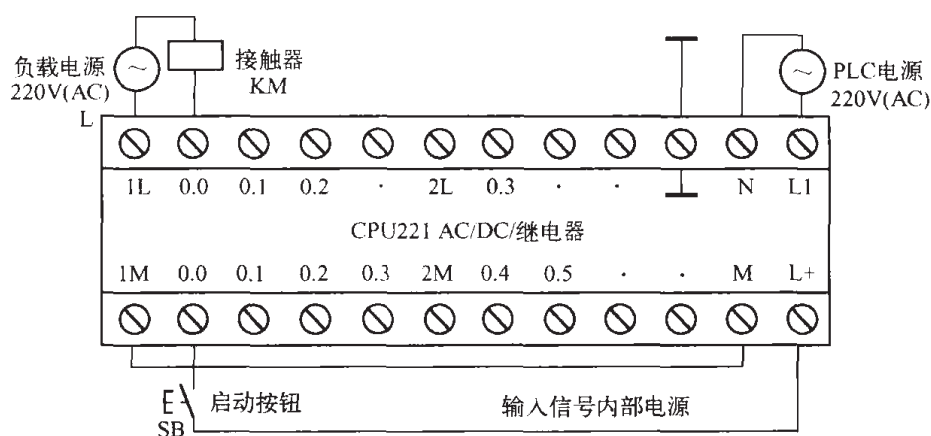 负载电源
220V(AC)
接触器
KM
PLC电源
220V(AC)
L
1L 0.0 0.1 0.2 · 2L 0.3 · · N L1
CPU221 AC/DC/继电器
1M 0.0 0.1 0.2 0.3 2M 0.4 0.5 · · M L+
启动按钮
输入信号内部电源
SB